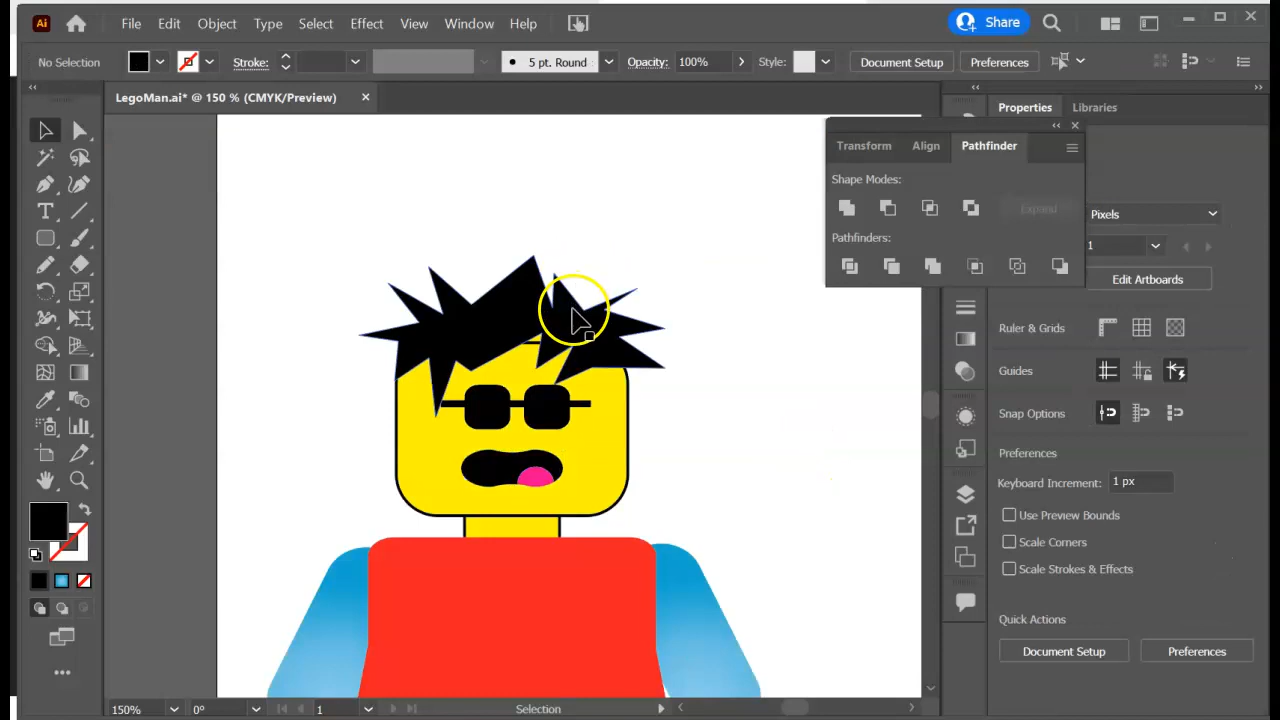 Ai File Edit Object Type Select Effect View Window Help Share
No Selection Stroke: 5 pt. Round Opacity: 100% Style: Document Setup Preferences
LegoMan.ai* @ 150 % (CMYK/Preview)
Properties Libraries
Transform Align Pathfinder
Shape Modes:
Expand
Pixels
Pathfinders:
1
Edit Artboards
Ruler & Grids
Guides
Snap Options
Preferences
Keyboard Increment: 1 px
Use Preview Bounds
Scale Corners
Scale Strokes & Effects
Quick Actions
Document Setup Preferences
150% 0° 1 Selection